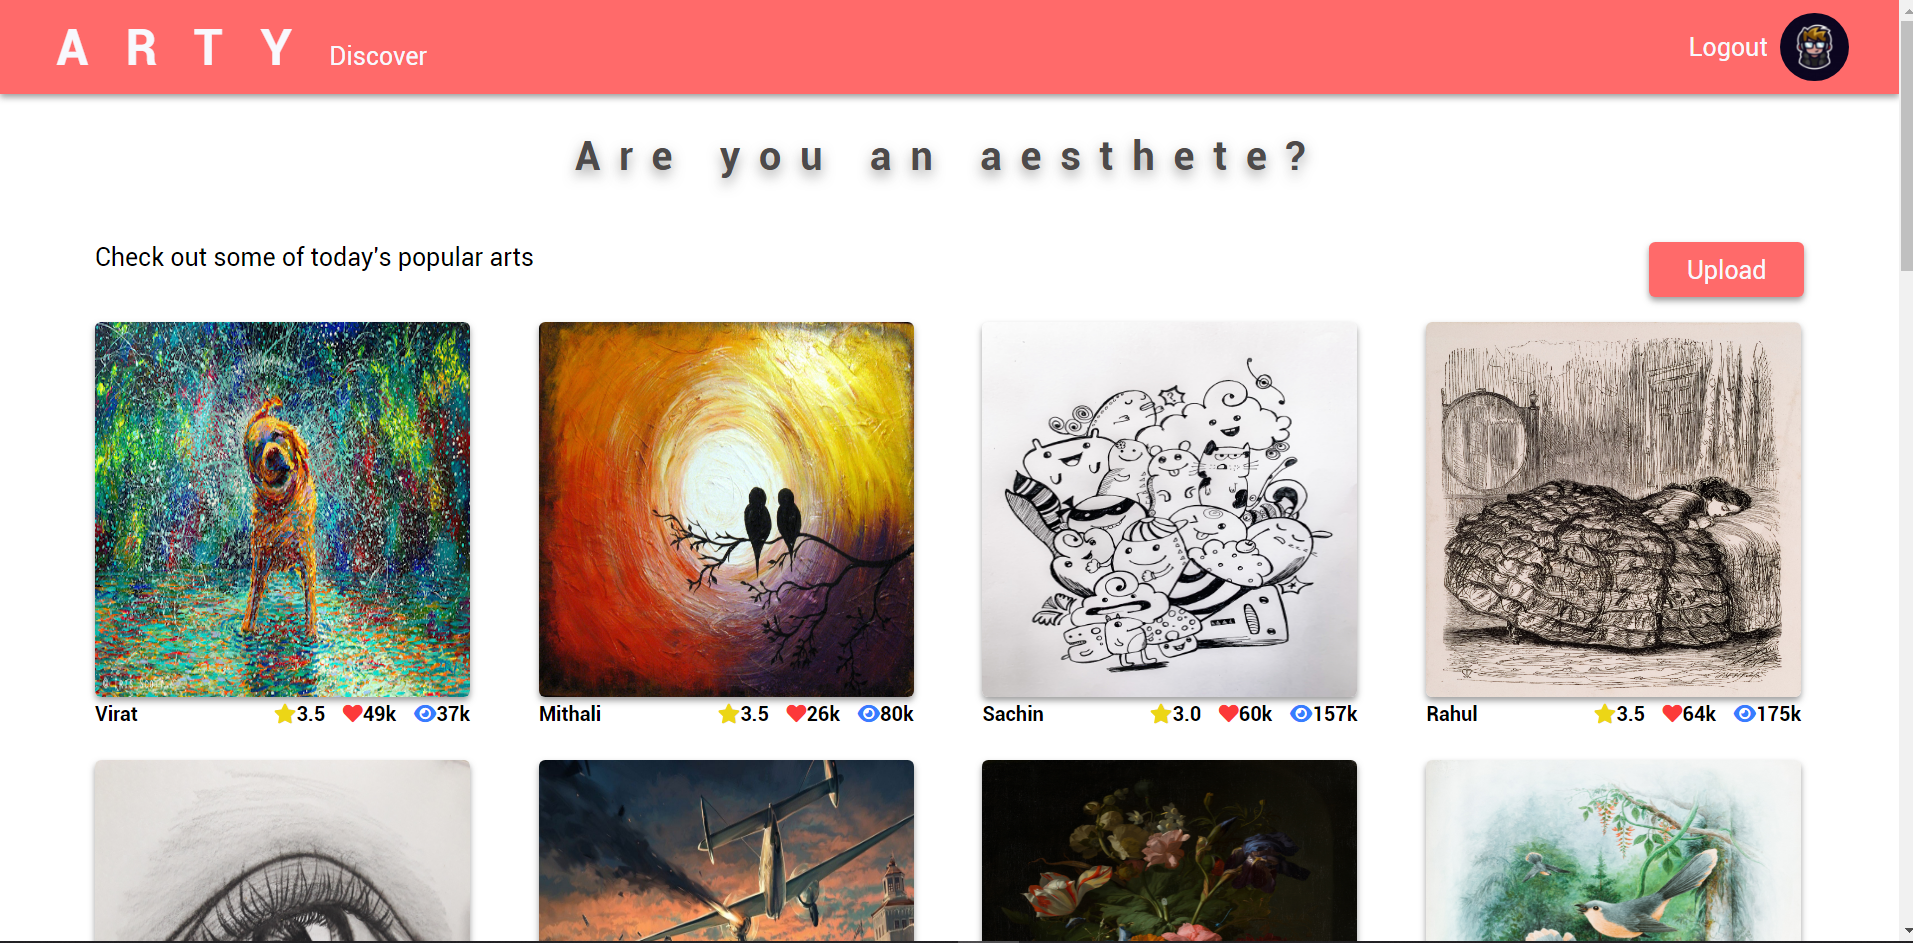 A R T Y Discover Logout
Are you an aesthete?
Check out some of today's popular arts
Upload
Virat 3.5 49k 37k
Mithali 3.5 26k 80k
Sachin 3.0 60k 157k
Rahul 3.5 64k 175k